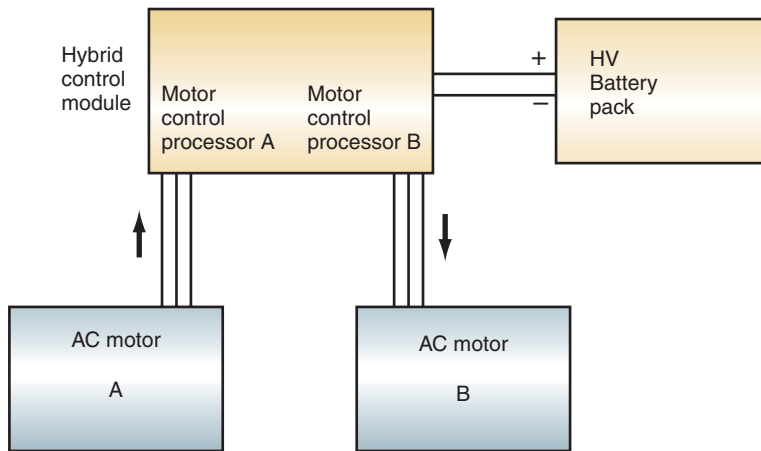 Hybrid
control
module
Motor
control
processor A
Motor
control
processor B
+
−
HV
Battery
pack
AC motor
A
AC motor
B